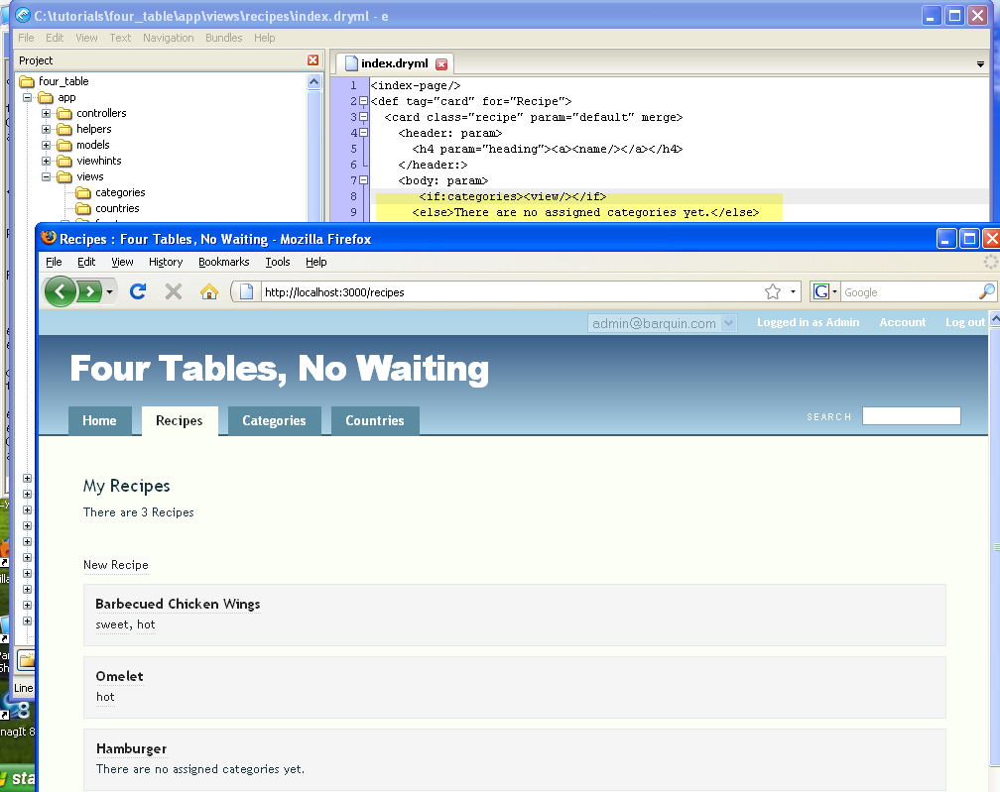 C:\tutorials\four_table\app\views\recipes\index.dryml - e
File Edit View Text Navigation Bundles Help
Project
index.dryml
four_table
app
controllers
helpers
models
viewhints
views
categories
countries
1 <index-page/>
2 <def tag="card" for="Recipe">
3 <card class="recipe" param="default" merge>
4 <header: param>
5 <h4 param="heading"><a><name/></a></h4>
6 </header:>
7 <body: param>
8 <if:categories><view/></if>
9 <else>There are no assigned categories yet.</else>
Recipes : Four Tables, No Waiting - Mozilla Firefox
File Edit View History Bookmarks Tools Help
http://localhost:3000/recipes
G Google
admin@barquin.com Logged in as Admin Account Log out
Four Tables, No Waiting
Home Recipes Categories Countries
SEARCH
My Recipes
There are 3 Recipes
New Recipe
Barbecued Chicken Wings
sweet, hot
Omelet
hot
Hamburger
There are no assigned categories yet.
Line
nagIt 8
sta